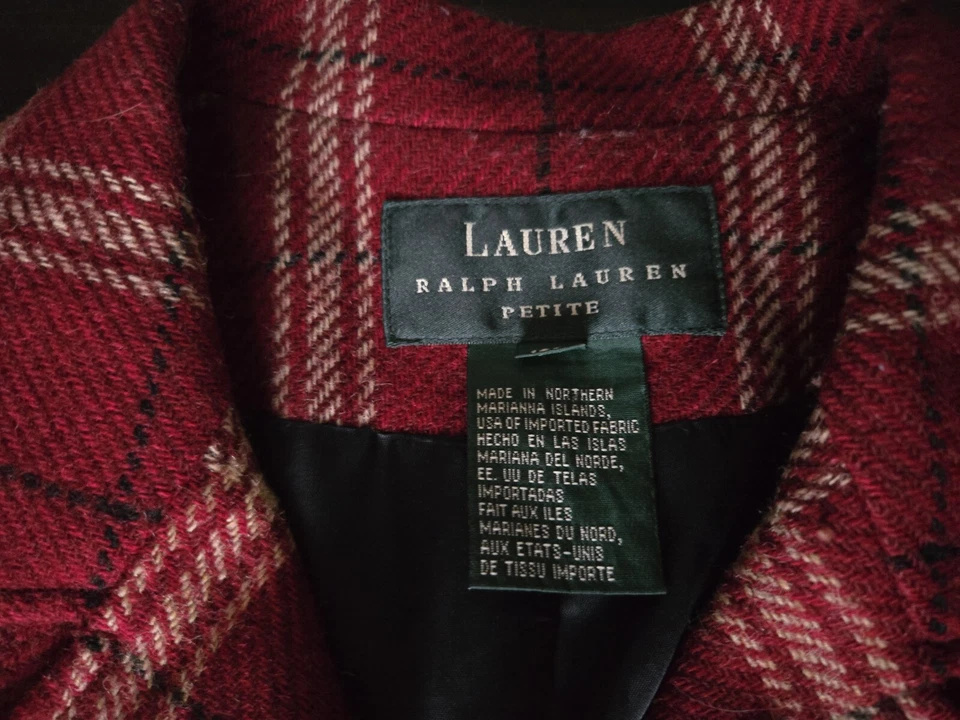 LAUREN
RALPH LAUREN
PETITE
MADE IN NORTHERN
MARIANNA ISLANDS,
USA OF IMPORTED FABRIC
HECHO EN LAS ISLAS
MARIANA DEL NORDE,
EE. UU DE TELAS
IMPORTADAS
FAIT AUX ILES
MARIANES DU NORD,
AUX ETATS-UNIS
DE TISSU IMPORTE